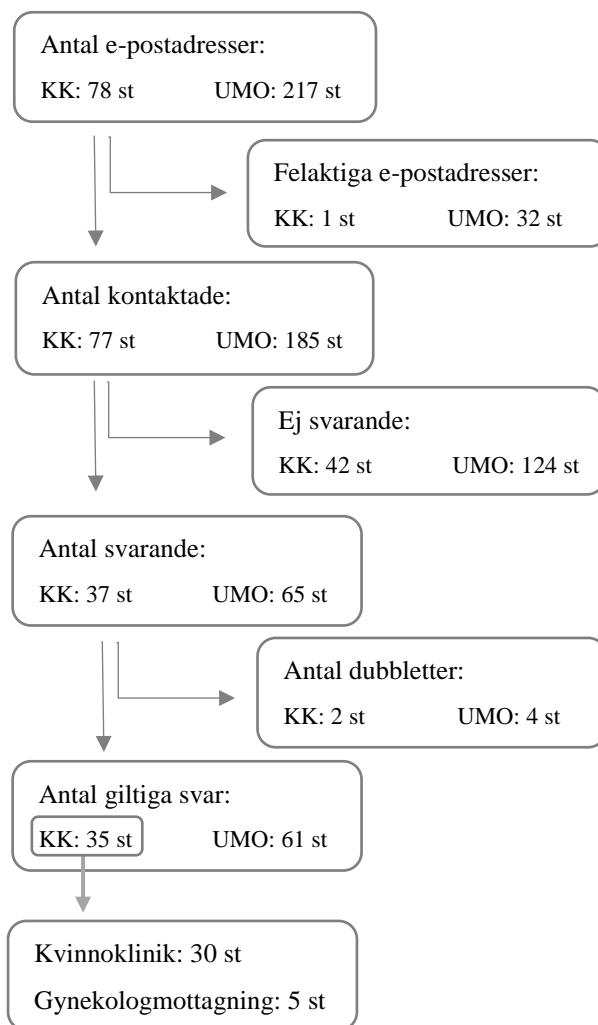 Antal e-postadresser:
KK: 78 st UMO: 217 st
Felaktiga e-postadresser:
KK: 1 st UMO: 32 st
Antal kontaktade:
KK: 77 st UMO: 185 st
Ej svarande:
KK: 42 st UMO: 124 st
Antal svarande:
KK: 37 st UMO: 65 st
Antal dubbletter:
KK: 2 st UMO: 4 st
Antal giltiga svar:
KK: 35 st UMO: 61 st
Kvinnoklinik: 30 st
Gynekologmottagning: 5 st